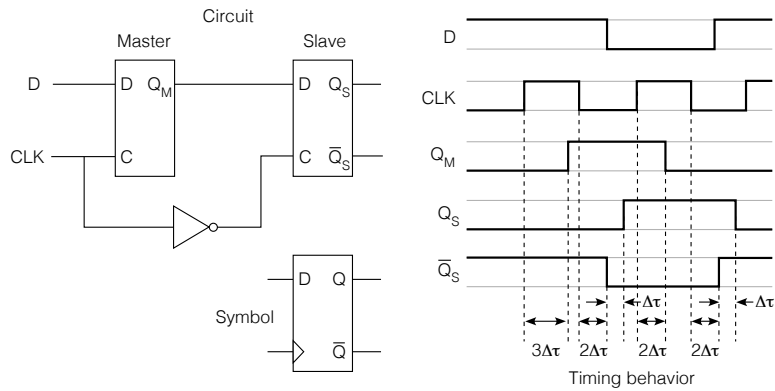 Circuit
Master
Slave
D
D Q_M
D Q_S
CLK
C
C Q̅_S
Symbol
D Q
Q̅
D
CLK
Q_M
Q_S
Q̅_S
Δτ
Δτ
3Δτ 2Δτ 2Δτ 2Δτ
Timing behavior